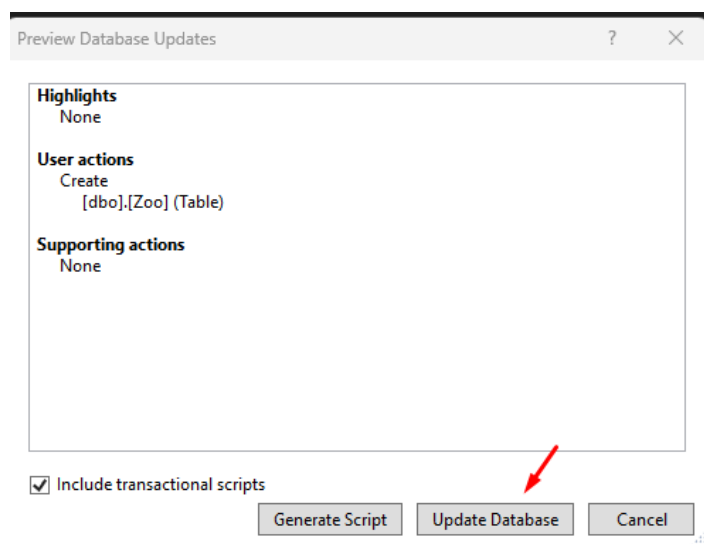 Preview Database Updates ?
Highlights
None
User actions
Create
[dbo].[Zoo] (Table)
Supporting actions
None
Include transactional scripts
Generate Script Update Database Cancel